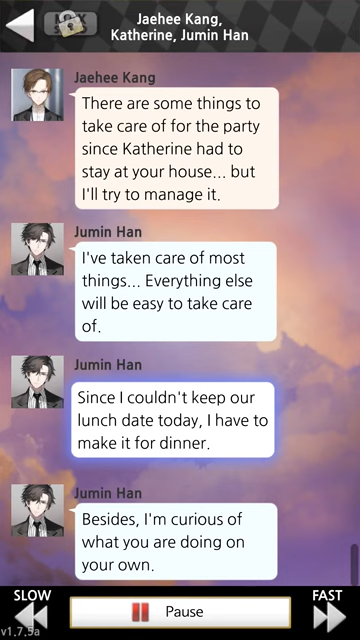 Jaehee Kang,
Katherine, Jumin Han
Jaehee Kang
There are some things to
take care of for the party
since Katherine had to
stay at your house... but
I'll try to manage it.
Jumin Han
I've taken care of most
things... Everything else
will be easy to take care
of.
Jumin Han
Since I couldn't keep our
lunch date today, I have to
make it for dinner.
Jumin Han
Besides, I'm curious of
what you are doing on
your own.
SLOW
Pause
FAST
v1.7.5a